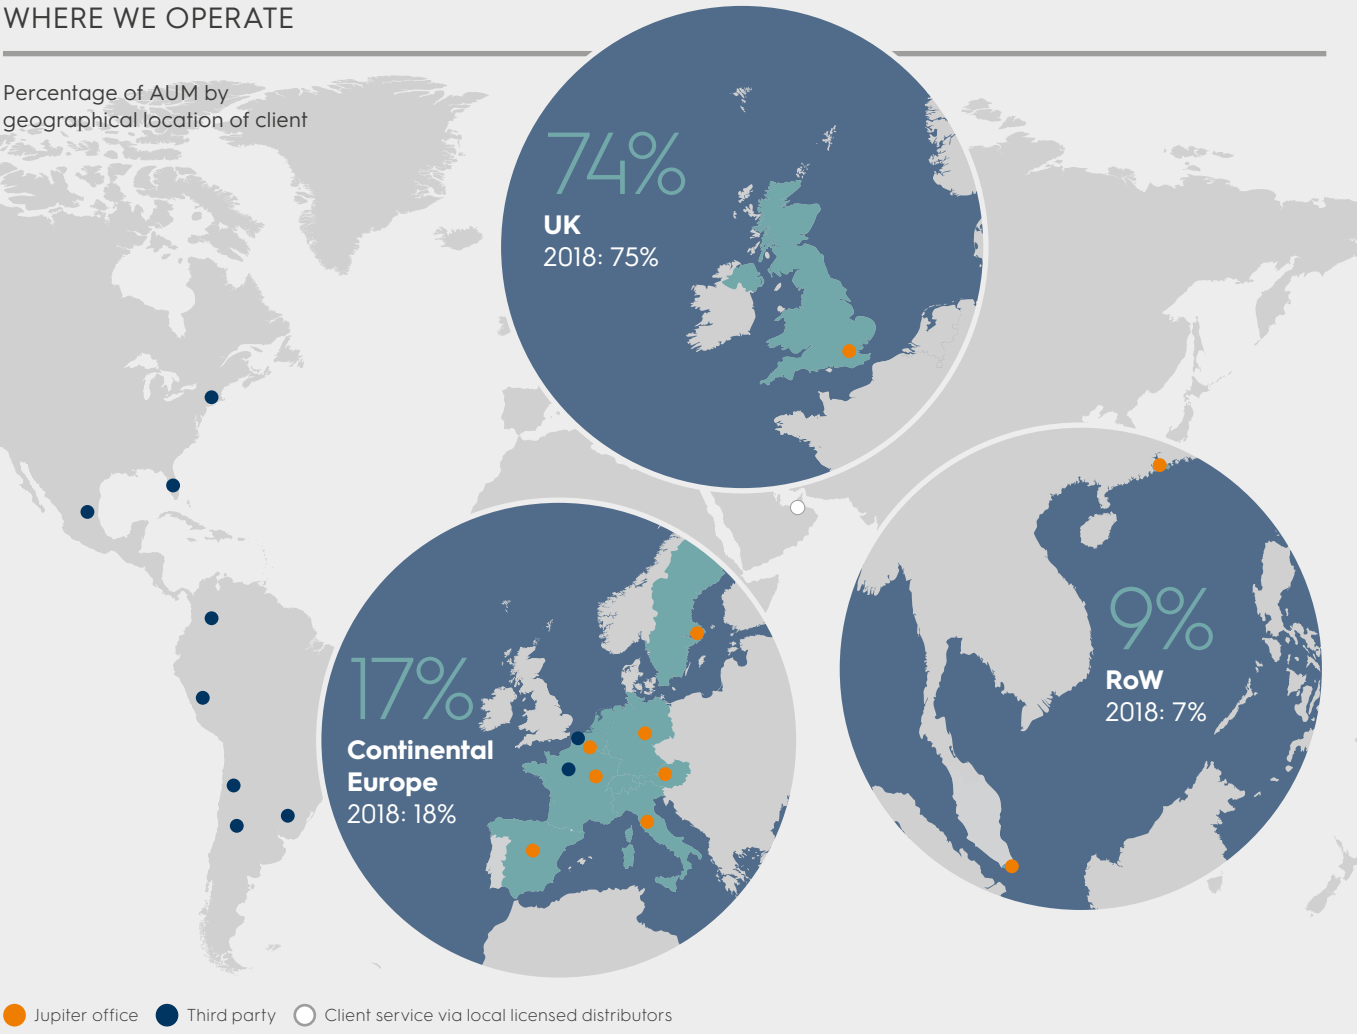 WHERE WE OPERATE
Percentage of AUM by
geographical location of client
74%
UK
2018: 75%
17%
Continental
Europe
2018: 18%
9%
RoW
2018: 7%
Jupiter office
Third party
Client service via local licensed distributors